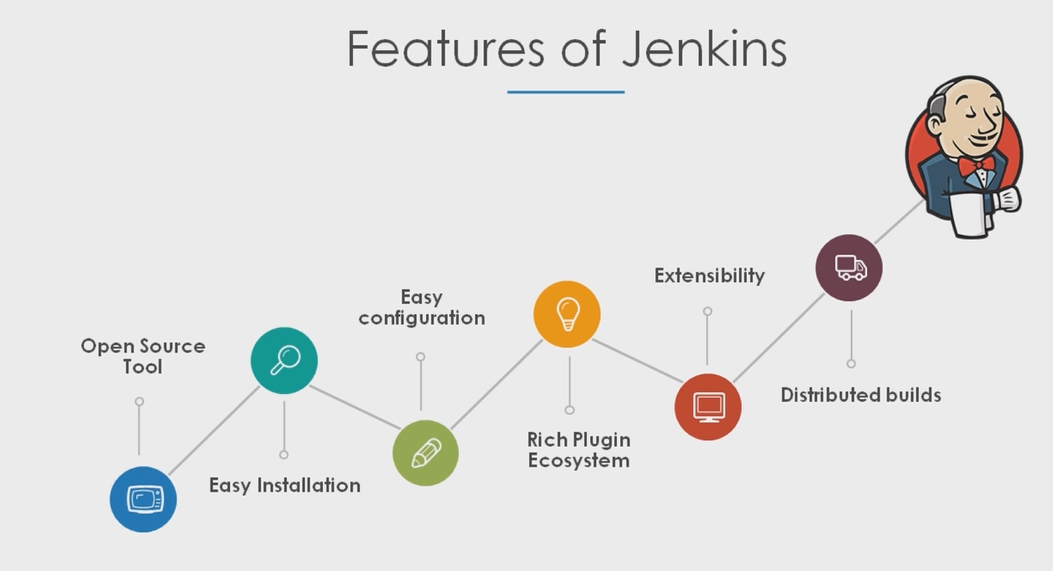 Features of Jenkins
Open Source
Tool
Easy Installation
Easy
configuration
Rich Plugin
Ecosystem
Extensibility
Distributed builds